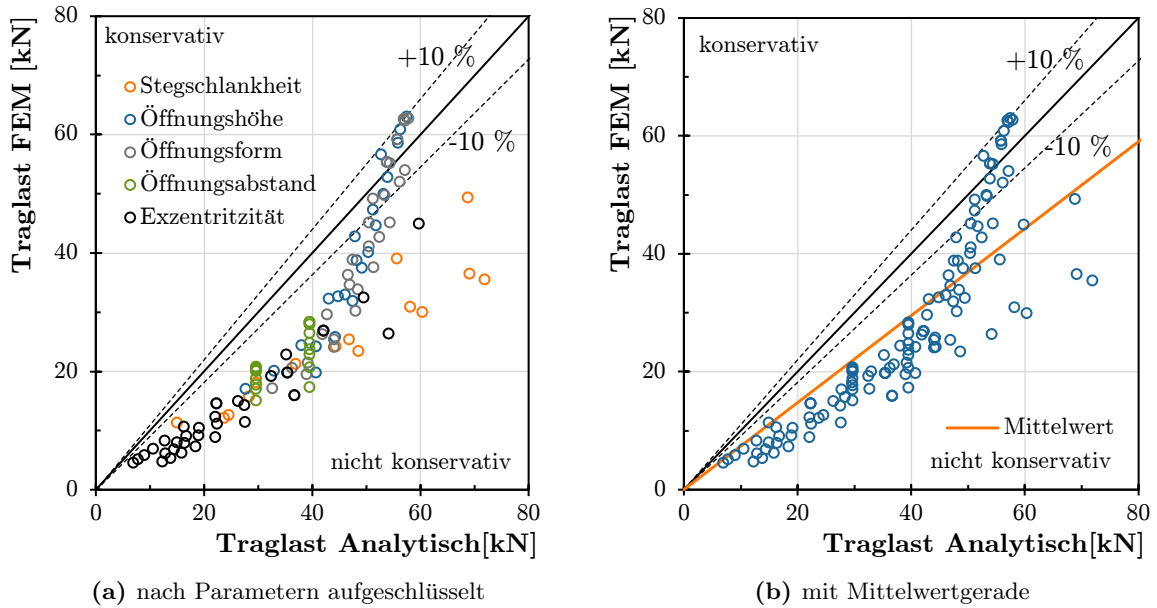 80
60
40
20
0
0
20
40
60
80
Traglast FEM [kN]
Traglast Analytisch[kN]
konservativ
+10 %
-10 %
Stegschlankheit
Öffnungshöhe
Öffnungsform
Öffnungsabstand
Exzentritzität
nicht konservativ
(a) nach Parametern aufgeschlüsselt
80
60
40
20
0
0
20
40
60
80
Traglast FEM [kN]
Traglast Analytisch[kN]
konservativ
+10 %
-10 %
Mittelwert
nicht konservativ
(b) mit Mittelwertgerade